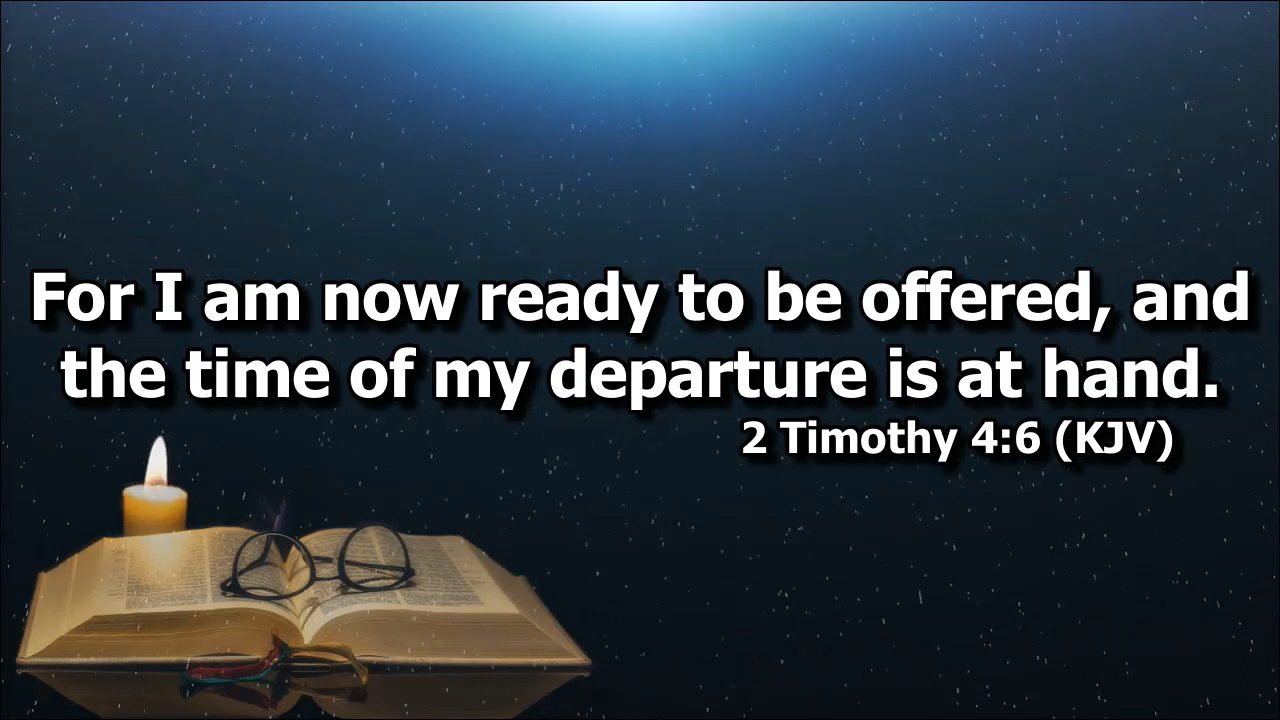 For I am now ready to be offered, and
the time of my departure is at hand.
2 Timothy 4:6 (KJV)